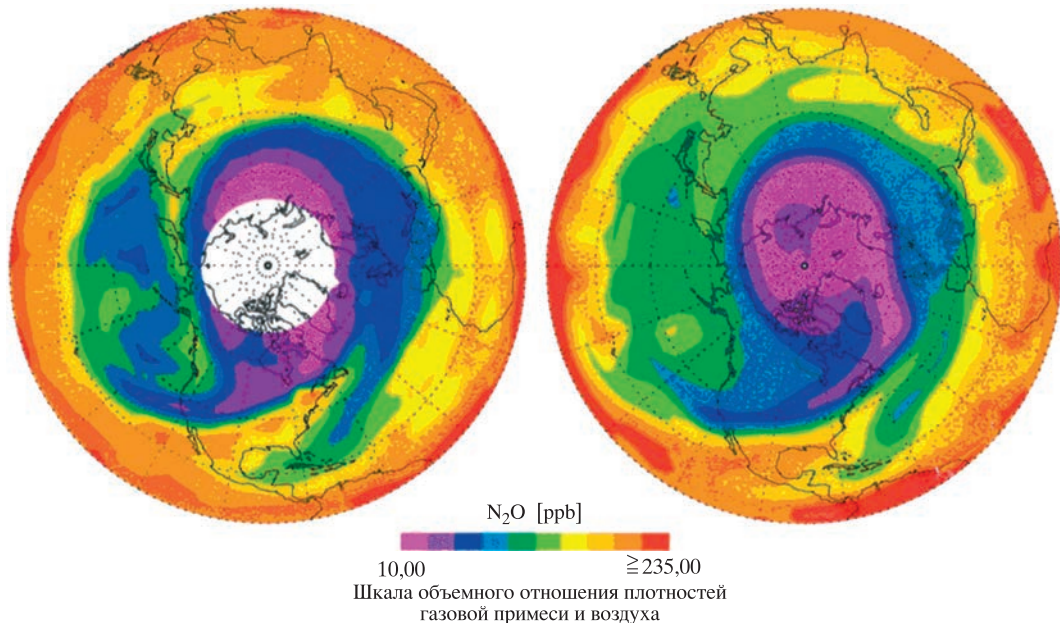 N₂O [ppb]
10,00 ≧235,00
Шкала объемного отношения плотностей
газовой примеси и воздуха